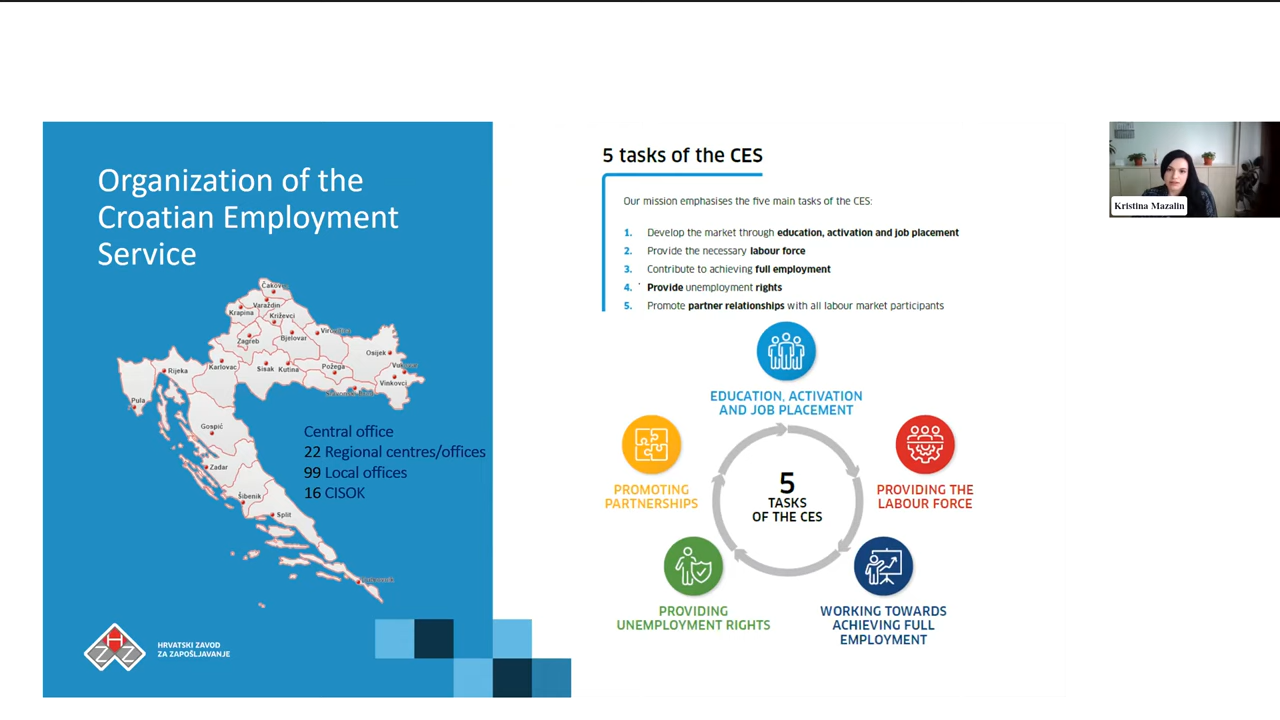 Organization of the
Croatian Employment
Service
Čakovec
Varaždin
Krapina
Križevci
Virovitica
Zagreb
Bjelovar
Osijek
Rijeka
Karlovac
Sisak
Kutina
Požega
Vinkovci
Pula
Gospić
Zadar
Šibenik
Split
Central office
22 Regional centres/offices
99 Local offices
16 CISOK
HZZ
HRVATSKI ZAVOD
ZA ZAPOŠLJAVANJE
5 tasks of the CES
Our mission emphasises the five main tasks of the CES:
1. Develop the market through education, activation and job placement
2. Provide the necessary labour force
3. Contribute to achieving full employment
4. Provide unemployment rights
5. Promote partner relationships with all labour market participants
EDUCATION, ACTIVATION
AND JOB PLACEMENT
PROMOTING
PARTNERSHIPS
PROVIDING THE
LABOUR FORCE
5
TASKS
OF THE CES
PROVIDING
UNEMPLOYMENT RIGHTS
WORKING TOWARDS
ACHIEVING FULL
EMPLOYMENT
Kristina Mazalin